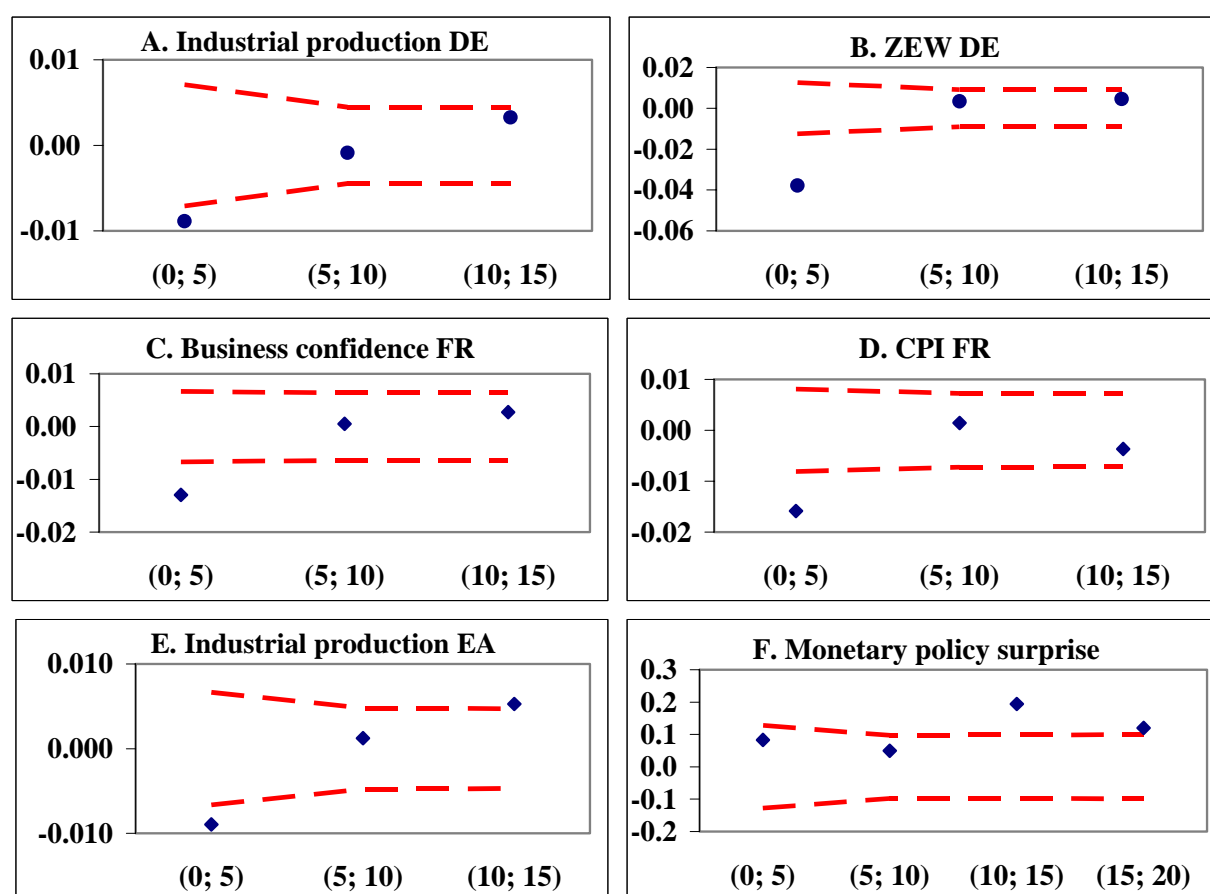 A. Industrial production DE
0.01
0.00
-0.01
(0; 5) (5; 10) (10; 15)
B. ZEW DE
0.02
0.00
-0.02
-0.04
-0.06
(0; 5) (5; 10) (10; 15)
C. Business confidence FR
0.01
0.00
-0.01
-0.02
(0; 5) (5; 10) (10; 15)
D. CPI FR
0.01
0.00
-0.01
-0.02
(0; 5) (5; 10) (10; 15)
E. Industrial production EA
0.010
0.000
-0.010
(0; 5) (5; 10) (10; 15)
F. Monetary policy surprise
0.3
0.2
0.1
0.0
-0.1
-0.2
(0; 5) (5; 10) (10; 15) (15; 20)